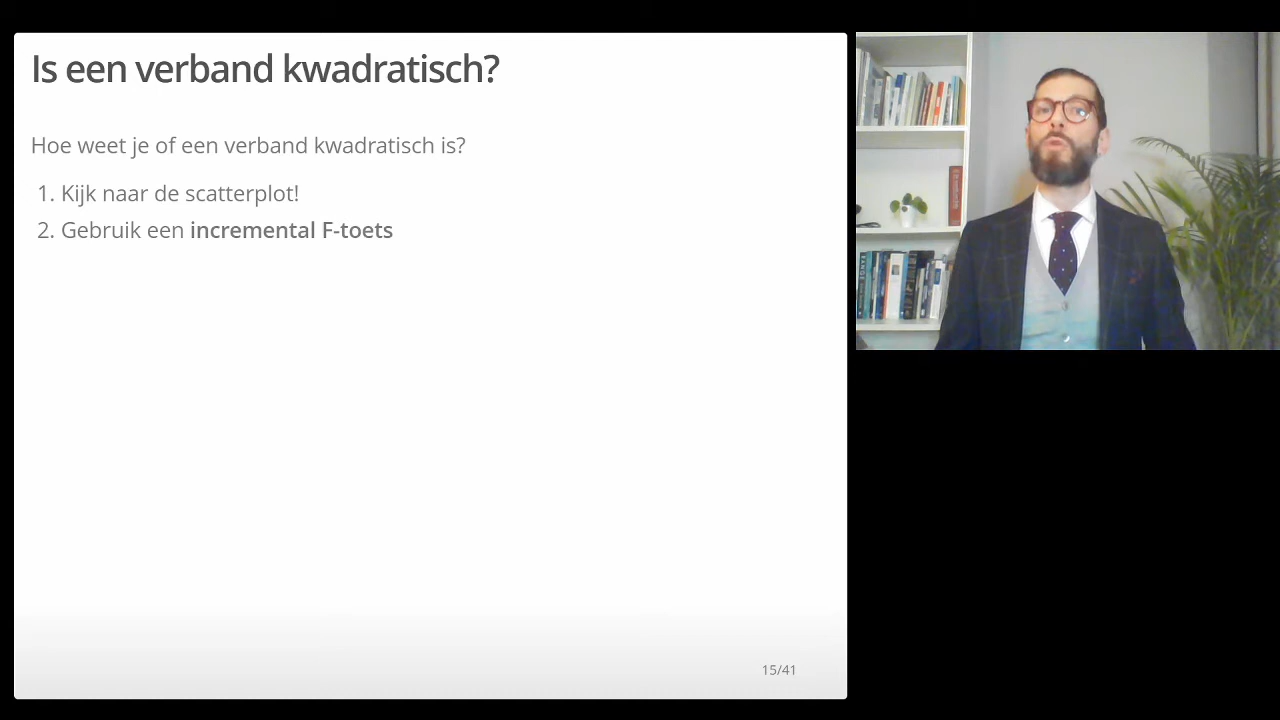 Is een verband kwadratisch?
Hoe weet je of een verband kwadratisch is?
1. Kijk naar de scatterplot!
2. Gebruik een incremental F-toets
15/41